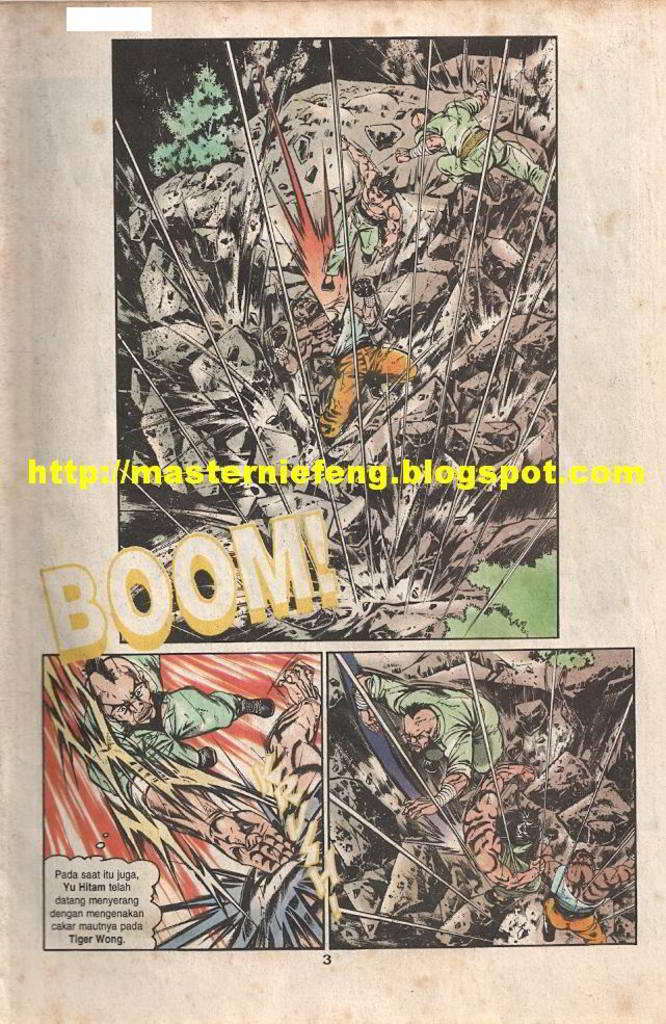 http://masterniefeng.blogspot.com
BOOM!
Pada saat itu juga,
Yu Hitam telah
datang menyerang
dengan mengenakan
cakar mautnya pada
Tiger Wong.
3